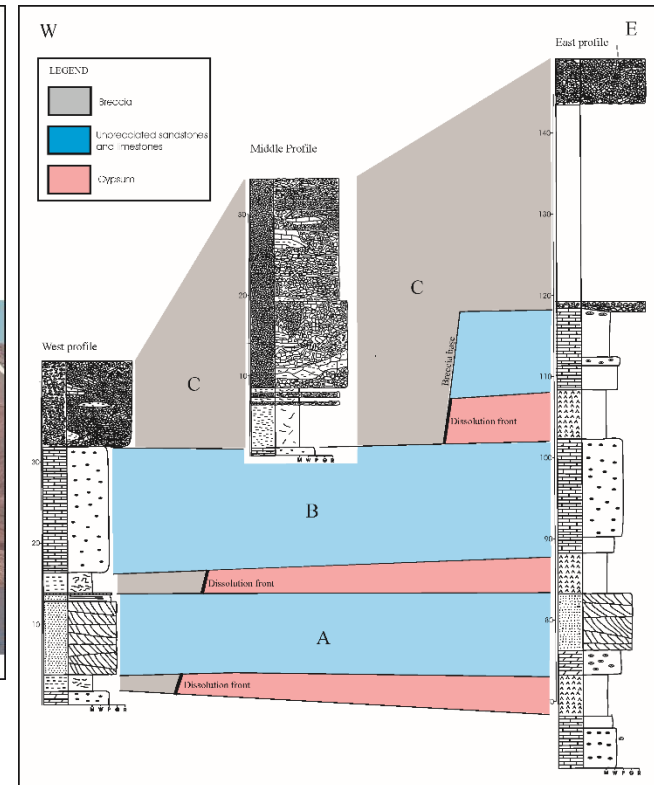 W
E
East profile
LEGEND
Breccia
Unbrecciated sandstones
and limestones
Gypsum
Middle Profile
West profile
C
C
Breccia base
Dissolution front
B
Dissolution front
A
Dissolution front
140
130
120
110
100
90
80
20
10
30
20
10
M W P G R
M W P G R
M W P G R